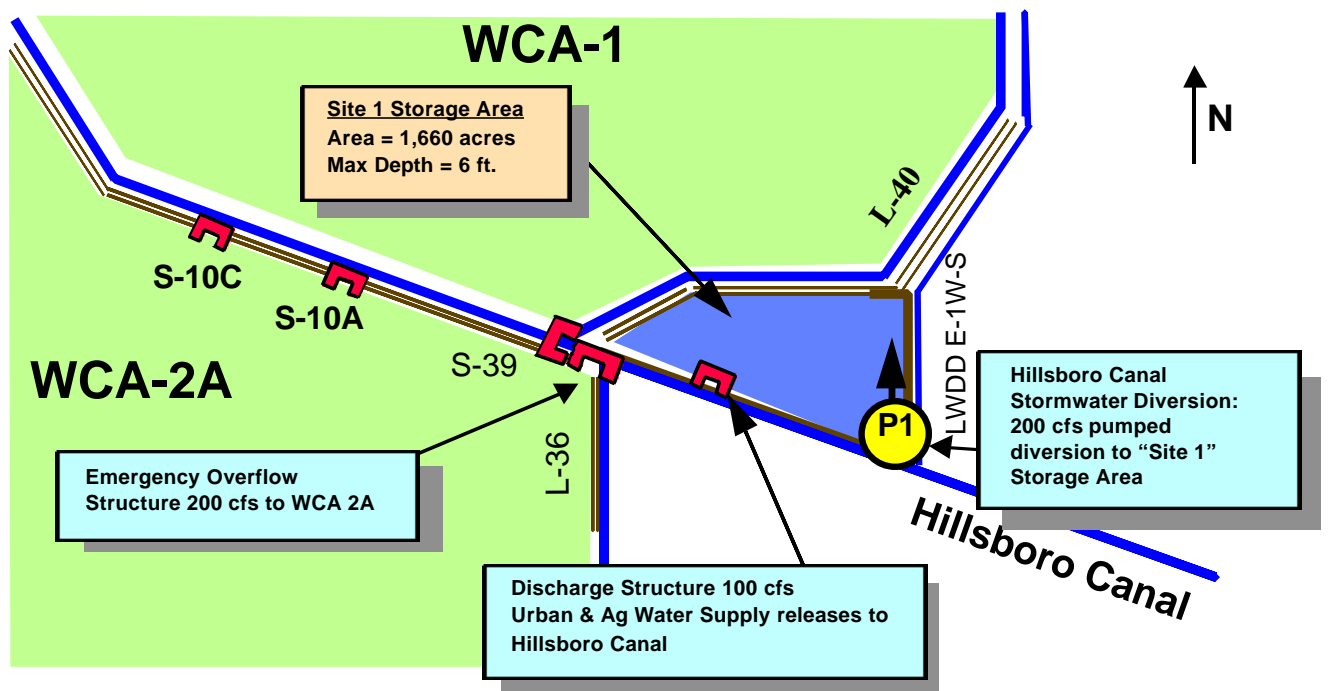 WCA-1
Site 1 Storage Area
Area = 1,660 acres
Max Depth = 6 ft.
N
L-40
S-10C
S-10A
S-39
WCA-2A
LWDD E-1W-S
P1
Hillsboro Canal
Stormwater Diversion:
200 cfs pumped
diversion to “Site 1”
Storage Area
L-36
Emergency Overflow
Structure 200 cfs to WCA 2A
Hillsboro Canal
Discharge Structure 100 cfs
Urban & Ag Water Supply releases to
Hillsboro Canal